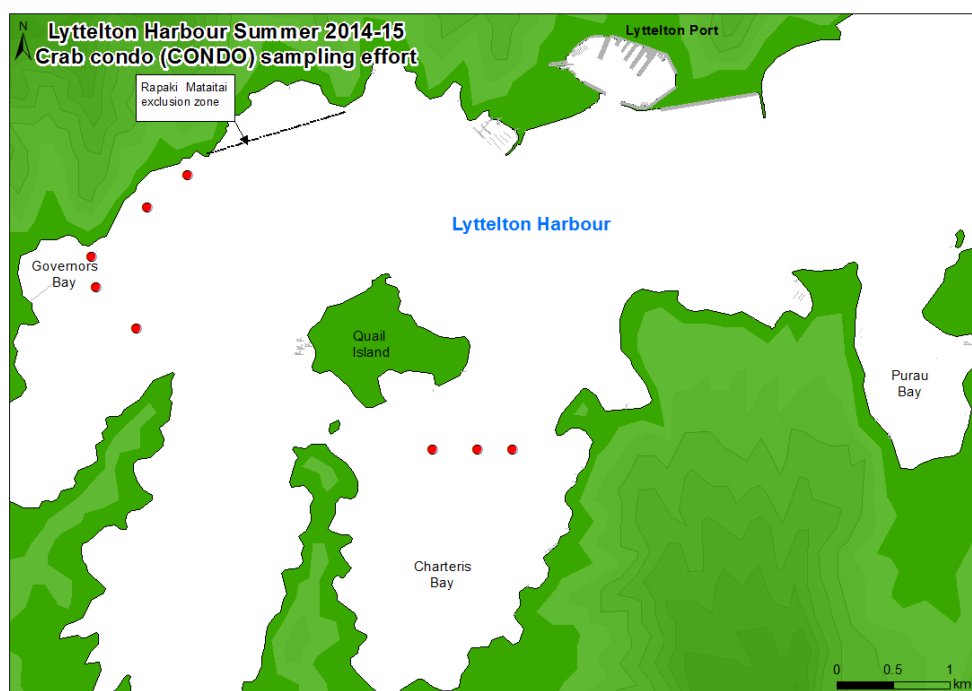 N
Lyttelton Harbour Summer 2014-15
Crab condo (CONDO) sampling effort
Lyttelton Port
Rapaki Mataitai
exclusion zone
Lyttelton Harbour
Governors
Bay
Quail
Island
Purau
Bay
Charteris
Bay
0 0.5 1
km